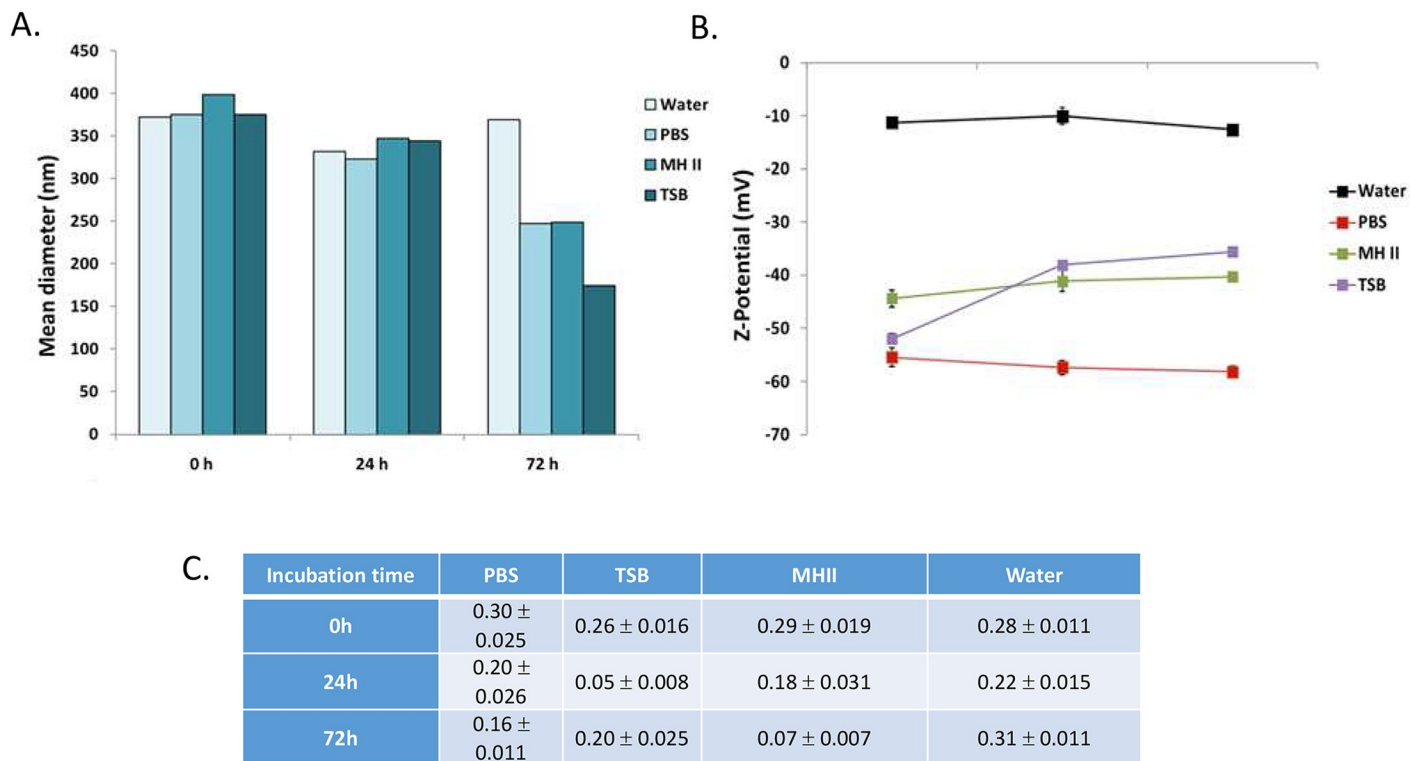 A.
450
400
350
300
250
200
150
100
50
0
Mean diameter (nm)
0 h
24 h
72 h
Water
PBS
MH II
TSB
B.
0
-10
-20
-30
-40
-50
-60
-70
Z-Potential (mV)
Water
PBS
MH II
TSB
C.
Incubation time PBS TSB MHII Water
0h 0.30 ±
0.025 0.26 ± 0.016 0.29 ± 0.019 0.28 ± 0.011
24h 0.20 ±
0.026 0.05 ± 0.008 0.18 ± 0.031 0.22 ± 0.015
72h 0.16 ±
0.011 0.20 ± 0.025 0.07 ± 0.007 0.31 ± 0.011